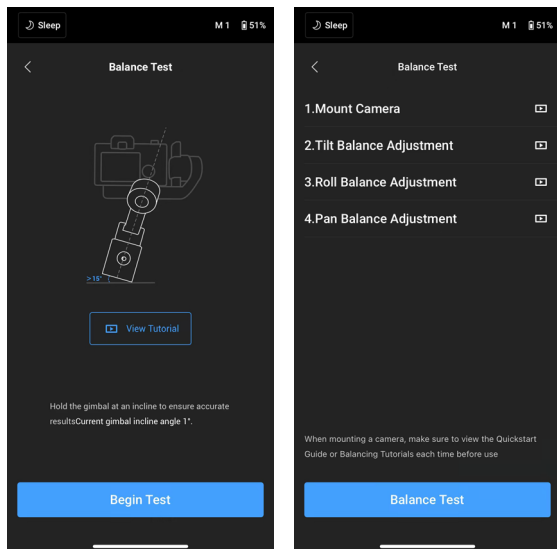 Sleep M 1 51%
Balance Test
>15°
View Tutorial
Hold the gimbal at an incline to ensure accurate
resultsCurrent gimbal incline angle 1°.
Begin Test
Sleep M 1 51%
Balance Test
1.Mount Camera
2.Tilt Balance Adjustment
3.Roll Balance Adjustment
4.Pan Balance Adjustment
When mounting a camera, make sure to view the Quickstart
Guide or Balancing Tutorials each time before use
Balance Test